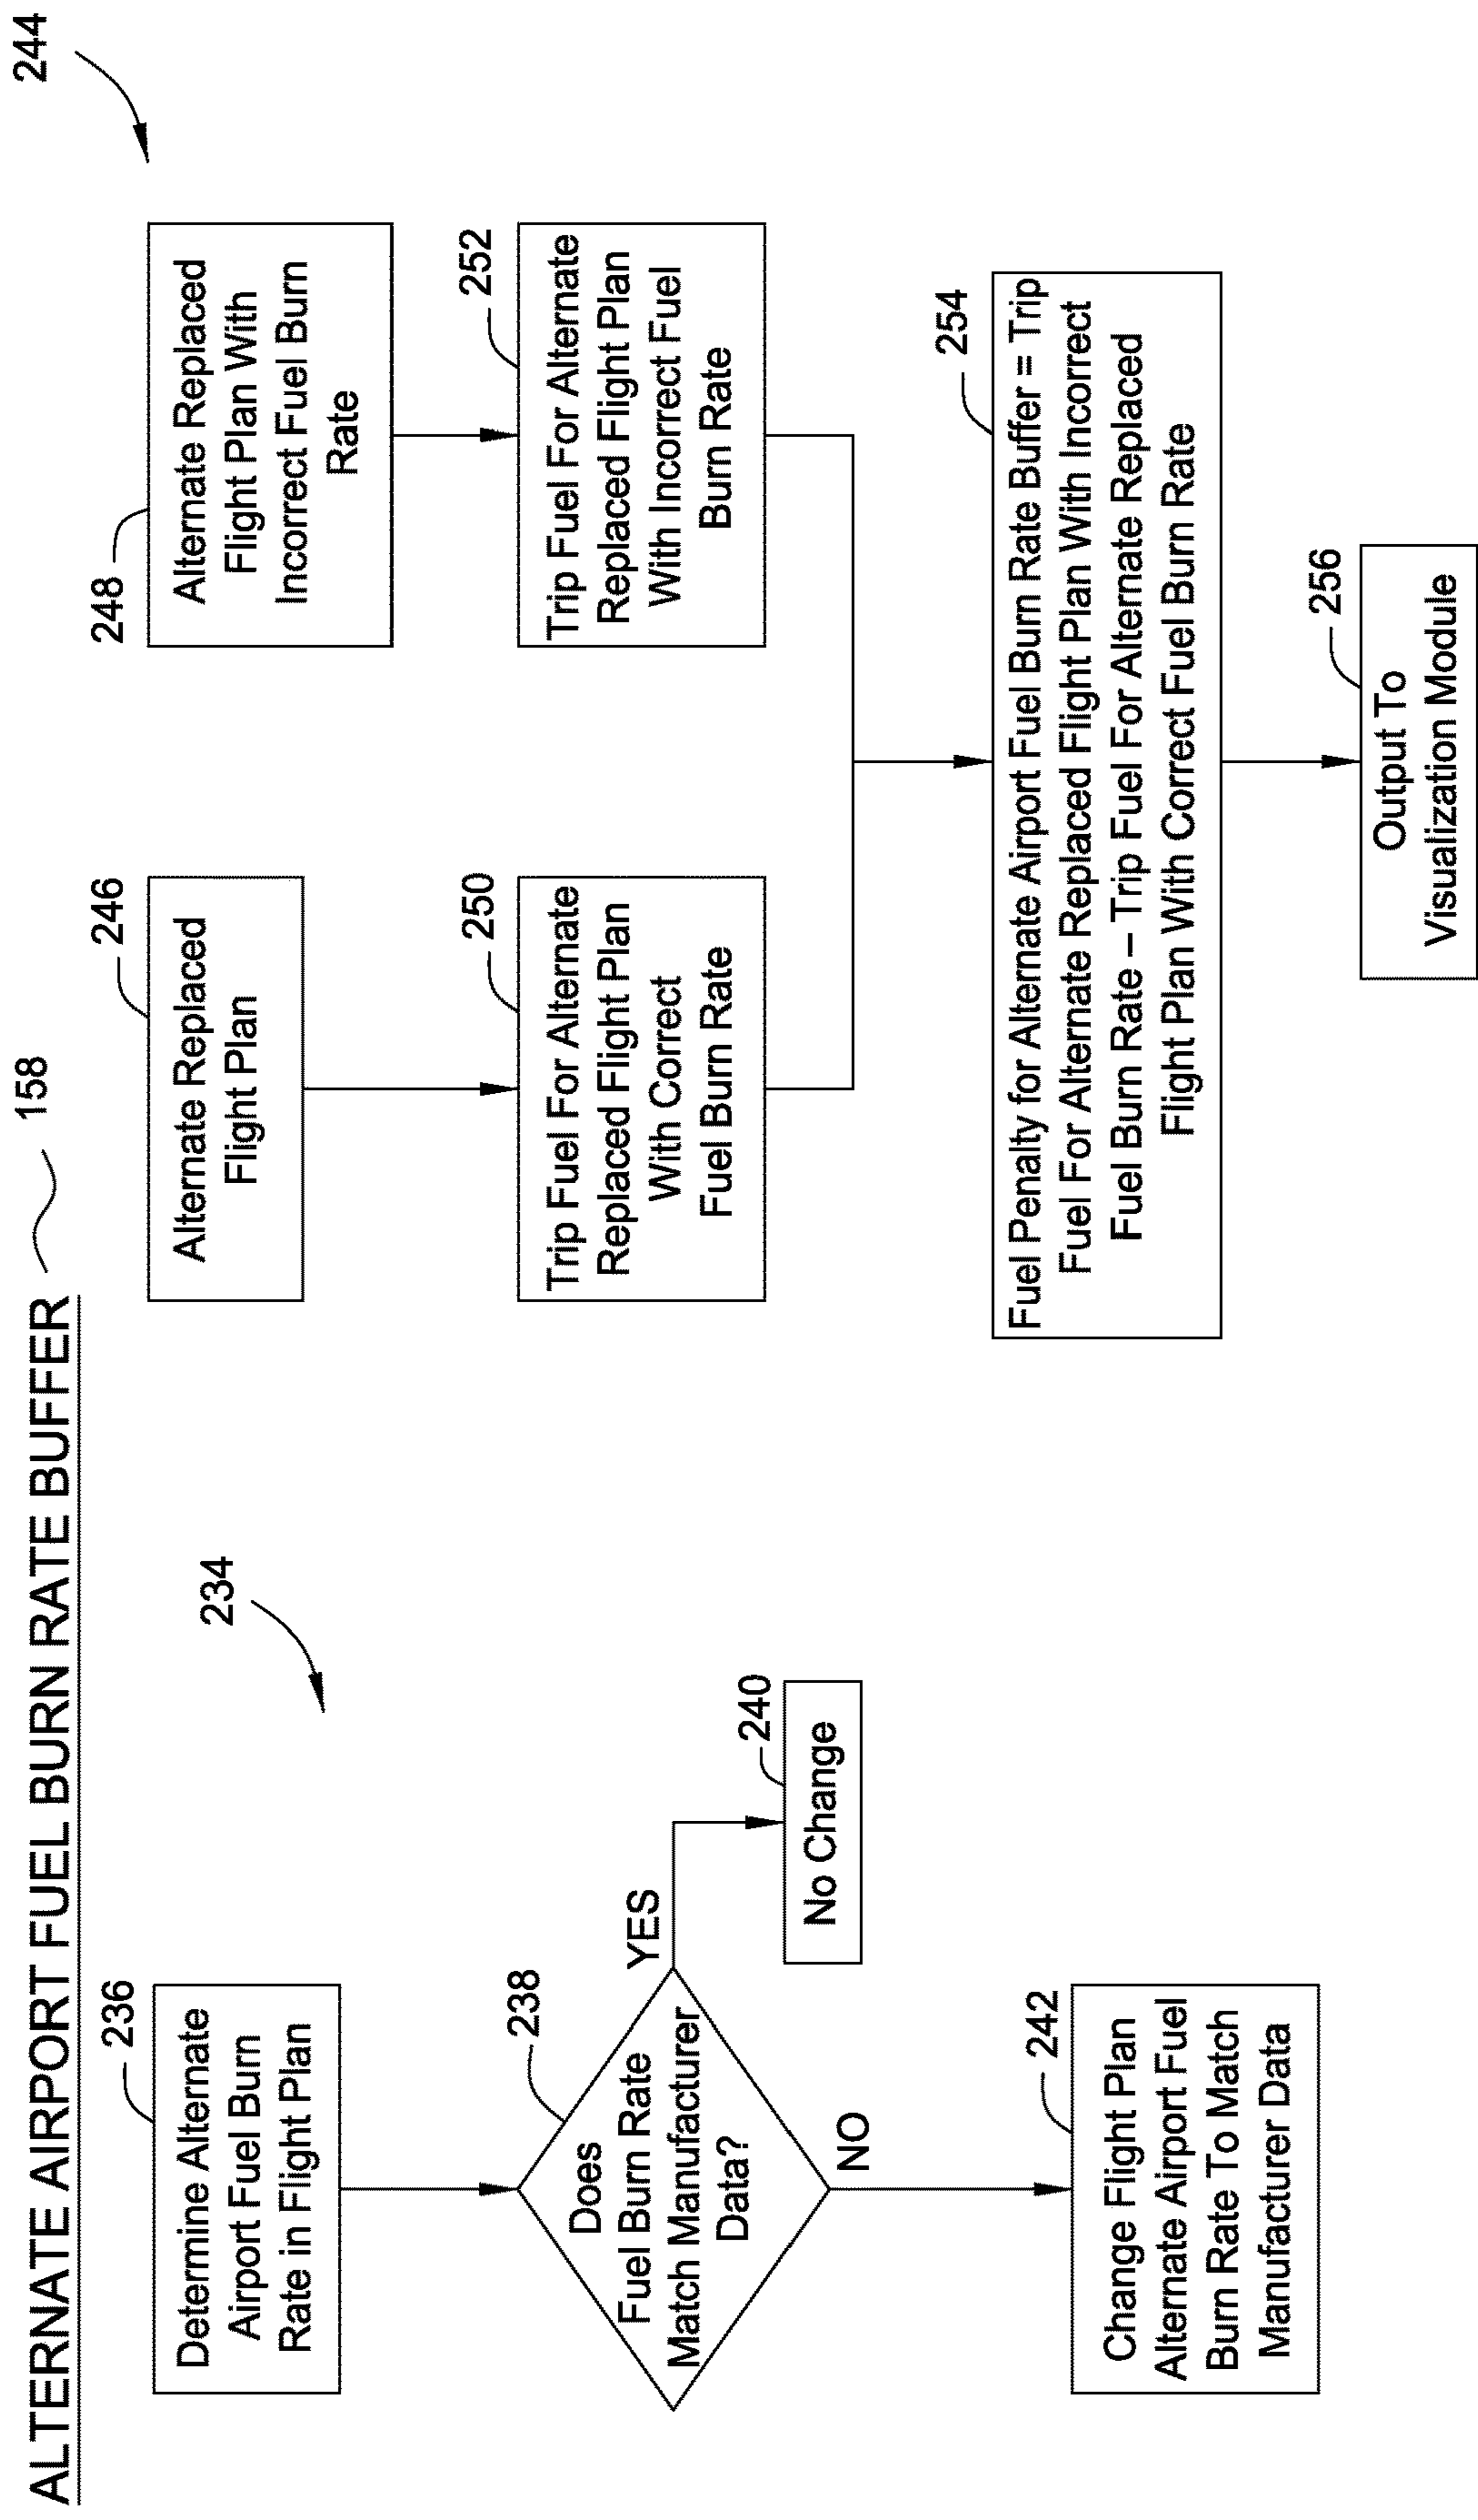 ALTERNATE AIRPORT FUEL BURN RATE BUFFER
158
234
236
Determine Alternate
Airport Fuel Burn
Rate in Flight Plan
238
Does
Fuel Burn Rate
Match Manufacturer
Data?
YES
240
No Change
NO
242
Change Flight Plan
Alternate Airport Fuel
Burn Rate To Match
Manufacturer Data
244
246
Alternate Replaced
Flight Plan
248
Alternate Replaced
Flight Plan With
Incorrect Fuel Burn
Rate
250
Trip Fuel For Alternate
Replaced Flight Plan
With Correct
Fuel Burn Rate
252
Trip Fuel For Alternate
Replaced Flight Plan
With Incorrect Fuel
Burn Rate
254
Fuel Penalty for Alternate Airport Fuel Burn Rate Buffer = Trip
Fuel For Alternate Replaced Flight Plan With Incorrect
Fuel Burn Rate – Trip Fuel For Alternate Replaced
Flight Plan With Correct Fuel Burn Rate
256
Output To
Visualization Module